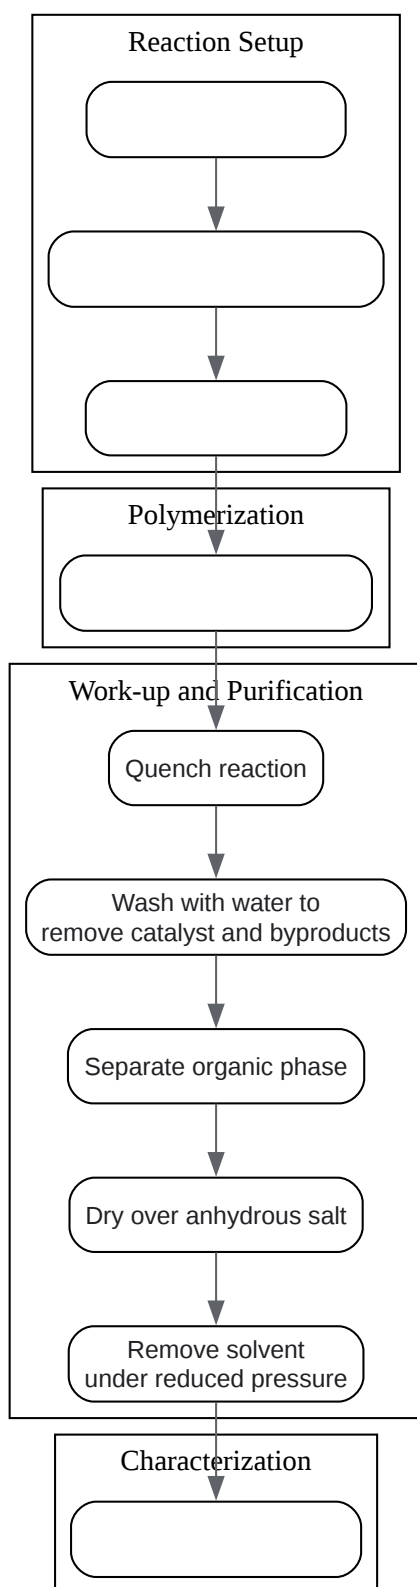 Reaction Setup
Polymerization
Work-up and Purification
Quench reaction
Wash with water to
remove catalyst and byproducts
Separate organic phase
Dry over anhydrous salt
Remove solvent
under reduced pressure
Characterization